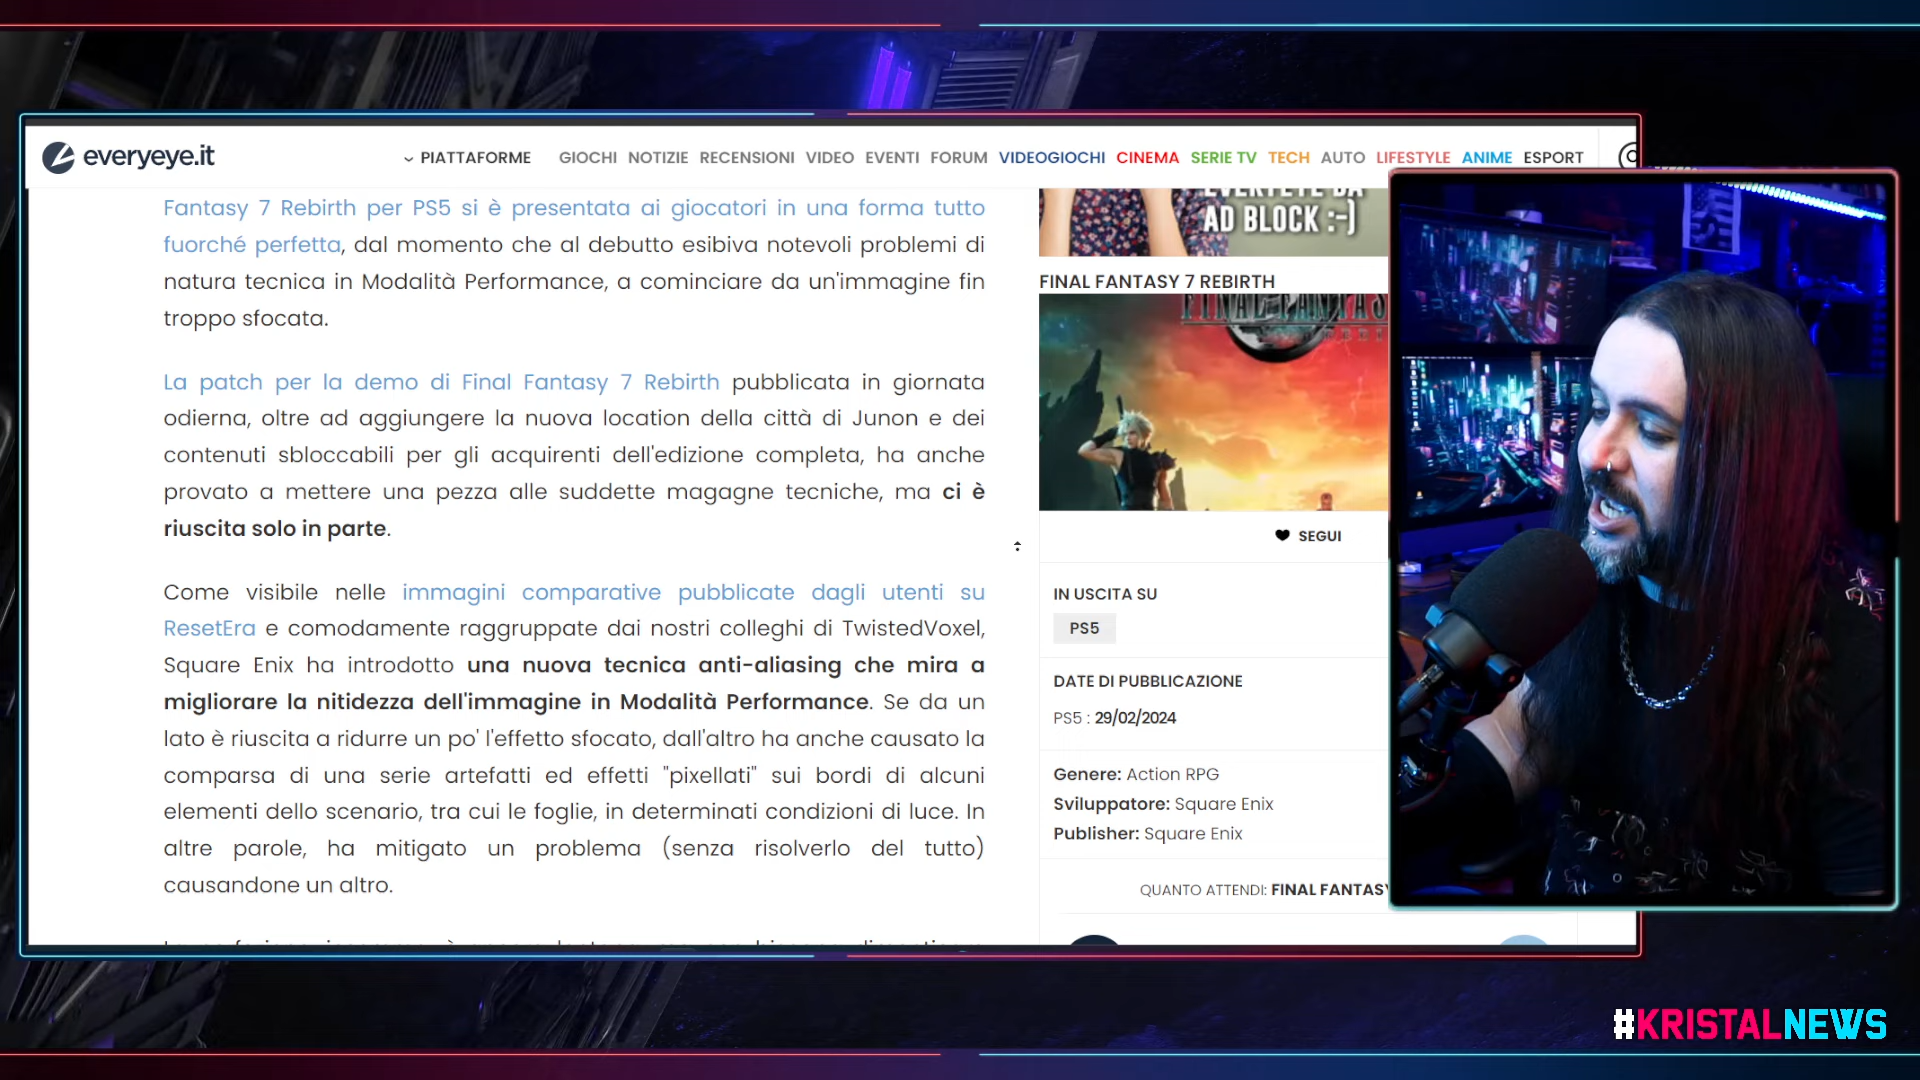 everyeye.it
PIATTAFORME GIOCHI NOTIZIE RECENSIONI VIDEO EVENTI FORUM VIDEOGIOCHI CINEMA SERIE TV TECH AUTO LIFESTYLE ANIME ESPORT
Fantasy 7 Rebirth per PS5 si è presentata ai giocatori in una forma tutto
fuorché perfetta, dal momento che al debutto esibiva notevoli problemi di
natura tecnica in Modalità Performance, a cominciare da un'immagine fin
troppo sfocata.
La patch per la demo di Final Fantasy 7 Rebirth pubblicata in giornata
odierna, oltre ad aggiungere la nuova location della città di Junon e dei
contenuti sbloccabili per gli acquirenti dell'edizione completa, ha anche
provato a mettere una pezza alle suddette magagne tecniche, ma ci è
riuscita solo in parte.
Come visibile nelle immagini comparative pubblicate dagli utenti su
ResetEra e comodamente raggruppate dai nostri colleghi di TwistedVoxel,
Square Enix ha introdotto una nuova tecnica anti-aliasing che mira a
migliorare la nitidezza dell'immagine in Modalità Performance. Se da un
lato è riuscita a ridurre un po' l'effetto sfocato, dall'altro ha anche causato la
comparsa di una serie artefatti ed effetti "pixellati" sui bordi di alcuni
elementi dello scenario, tra cui le foglie, in determinati condizioni di luce. In
altre parole, ha mitigato un problema (senza risolverlo del tutto)
causandone un altro.
AD BLOCK :-)
FINAL FANTASY 7 REBIRTH
SEGUI
IN USCITA SU
PS5
DATE DI PUBBLICAZIONE
PS5 : 29/02/2024
Genere: Action RPG
Sviluppatore: Square Enix
Publisher: Square Enix
QUANTO ATTENDI: FINAL FANTASY
#KRISTALNEWS